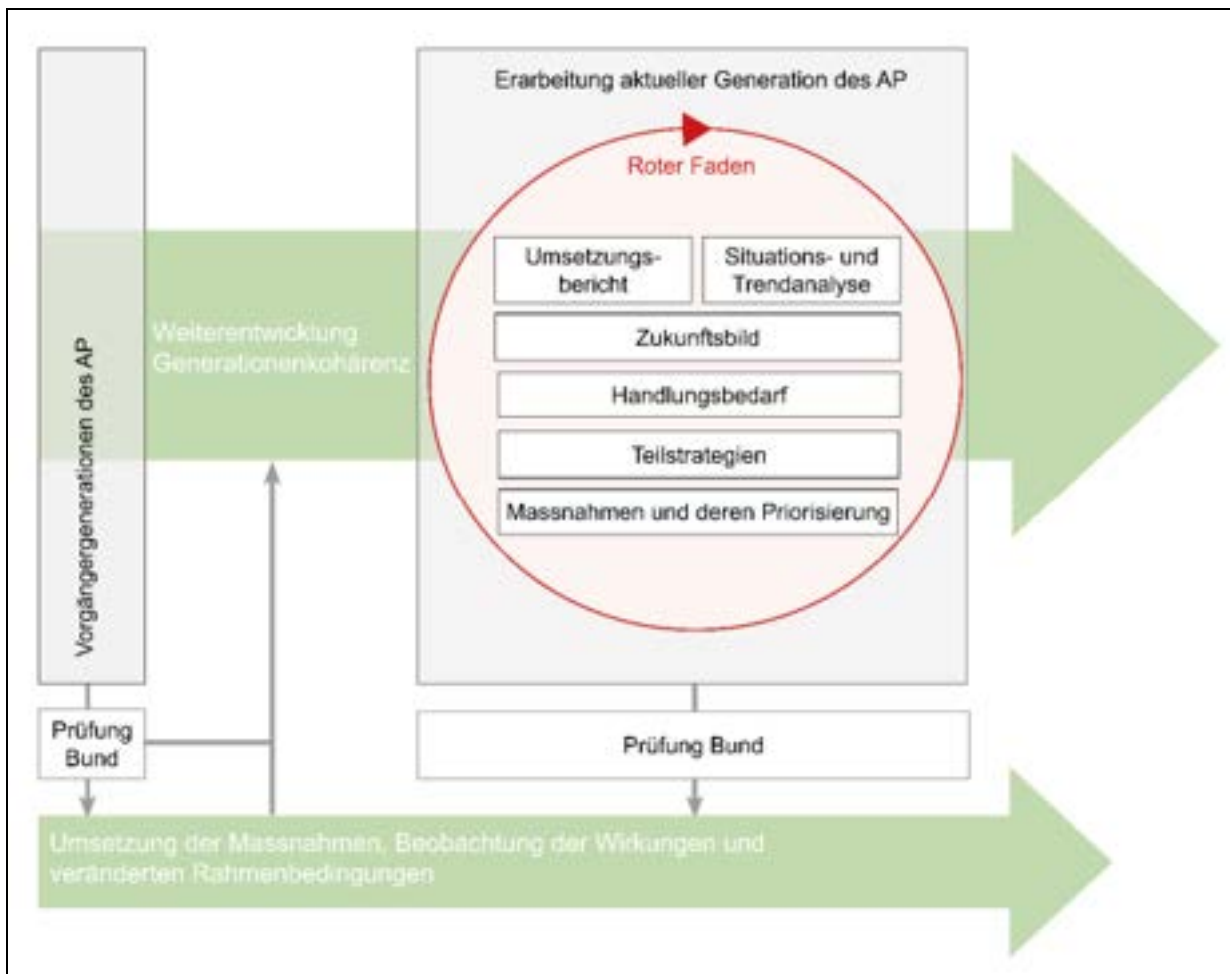 Erarbeitung aktueller Generation des AP
Roter Faden
Umsetzungs-
bericht
Situations- und
Trendanalyse
Zukunftsbild
Handlungsbedarf
Teilstrategien
Massnahmen und deren Priorisierung
Weiterentwicklung
Generationenkohärenz
Vorgängergenerationen des AP
Prüfung
Bund
Prüfung Bund
Umsetzung der Massnahmen, Beobachtung der Wirkungen und
veränderten Rahmenbedingungen